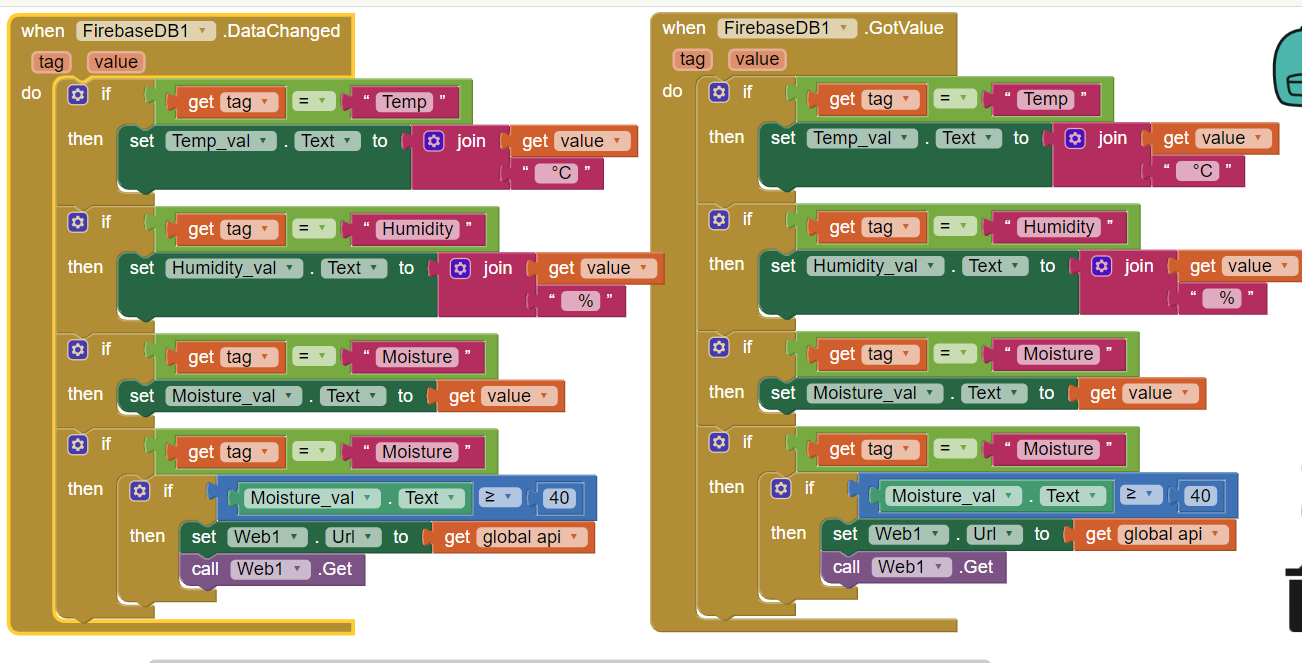 when FirebaseDB1 .DataChanged
tag value
do if get tag = “ Temp ”
then set Temp_val . Text to join get value
“ °C ”
if get tag = “ Humidity ”
then set Humidity_val . Text to join get value
“ % ”
if get tag = “ Moisture ”
then set Moisture_val . Text to get value
if get tag = “ Moisture ”
then if Moisture_val . Text ≥ 40
then set Web1 . Url to get global api
call Web1 .Get
when FirebaseDB1 .GotValue
tag value
do if get tag = “ Temp ”
then set Temp_val . Text to join get value
“ °C ”
if get tag = “ Humidity ”
then set Humidity_val . Text to join get value
“ % ”
if get tag = “ Moisture ”
then set Moisture_val . Text to get value
if get tag = “ Moisture ”
then if Moisture_val . Text ≥ 40
then set Web1 . Url to get global api
call Web1 .Get